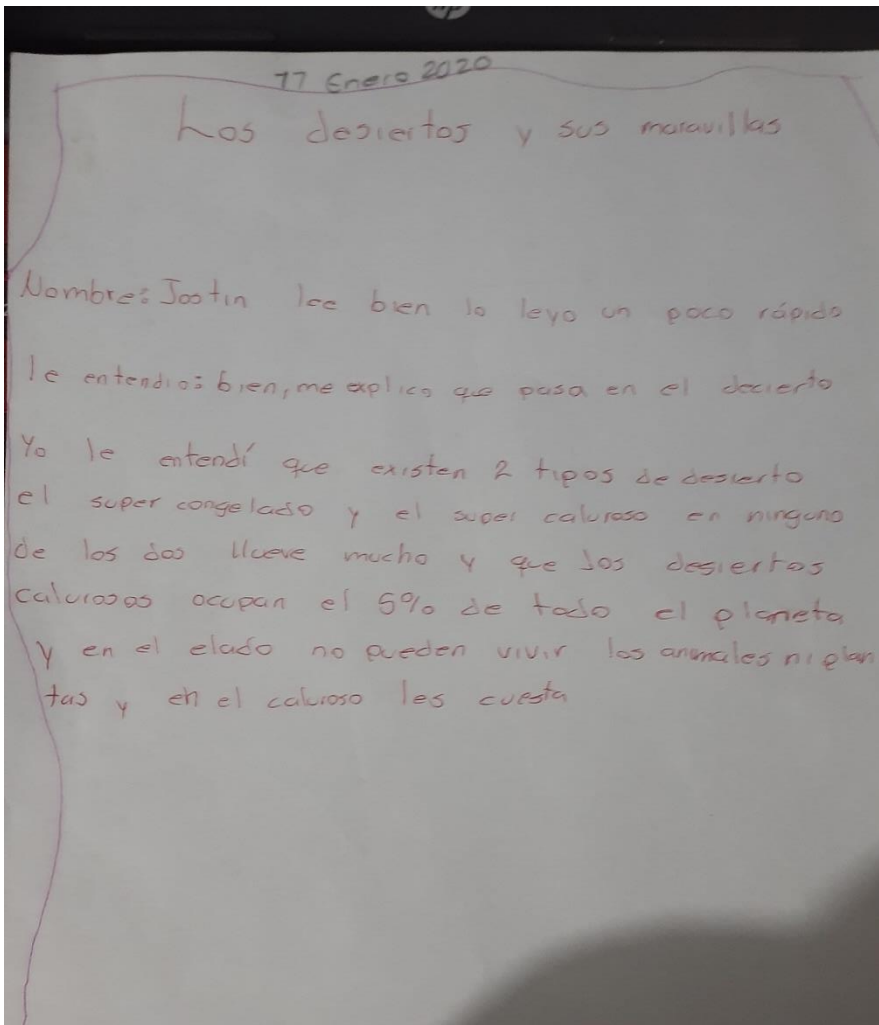 17 Enero 2020
Los desiertos y sus maravillas
Nombre: Jostin lee bien lo leyo un poco rápido
le entendio: bien, me explico que pasa en el decierto
Yo le entendí que existen 2 tipos de desierto
el super congelado y el super caluroso en ninguno
de los dos llueve mucho y que los desiertos
calurosos ocupan el 5% de todo el planeta
y en el elado no pueden vivir los animales ni plan
tas y en el caluroso les cuesta